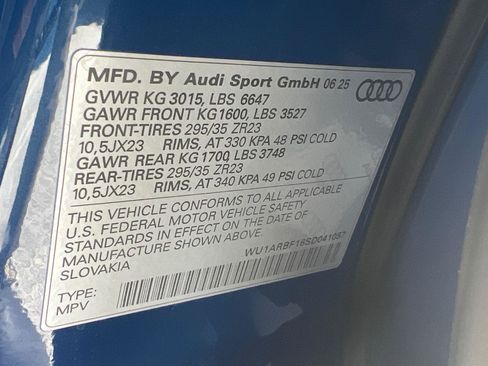 MFD. BY Audi Sport GmbH 06 25
GVWR KG 3015, LBS 6647
GAWR FRONT KG1600, LBS 3527
FRONT-TIRES 295/35 ZR23
10,5JX23 RIMS, AT 330 KPA 48 PSI COLD
GAWR REAR KG1700, LBS 3748
REAR-TIRES 295/35 ZR23
10,5JX23 RIMS, AT 340 KPA 49 PSI COLD
THIS VEHICLE CONFORMS TO ALL APPLICABLE
U.S. FEDERAL MOTOR VEHICLE SAFETY
STANDARDS IN EFFECT ON THE DATE OF
MANUFACTURE SHOWN ABOVE.
SLOVAKIA
WU1ARBF16SD041057
TYPE:
MPV